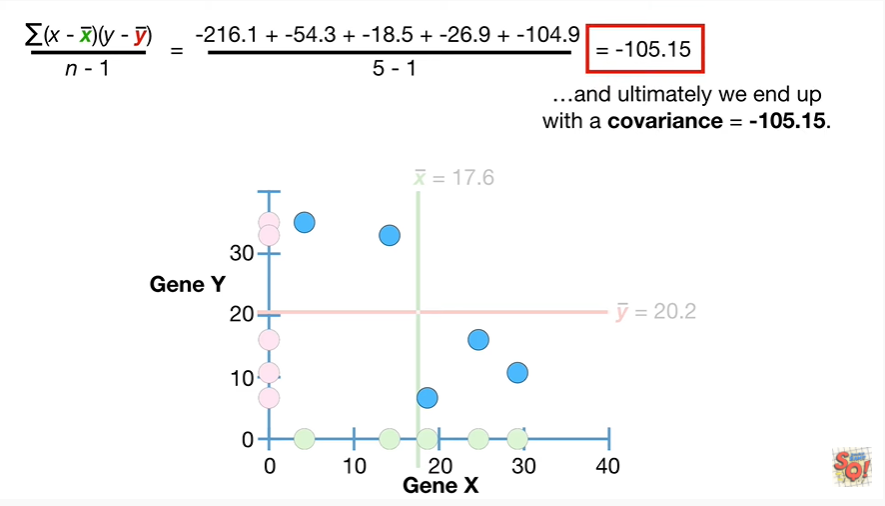 ∑(x - x̄)(y - ȳ)
n - 1
=
-216.1 + -54.3 + -18.5 + -26.9 + -104.9
5 - 1
= -105.15
…and ultimately we end up
with a covariance = -105.15.
x̄ = 17.6
30
Gene Y
20
ȳ = 20.2
10
0
0 10 20 30 40
Gene X
SQ!